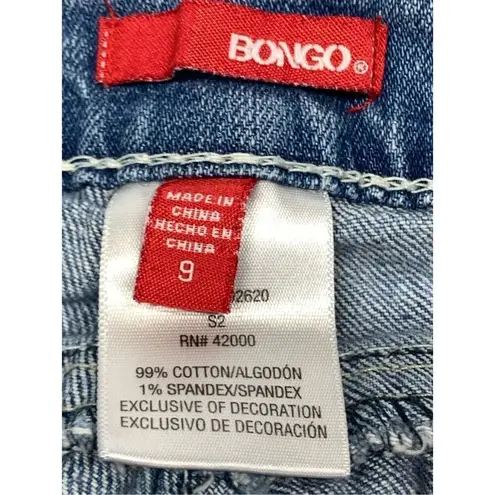 BONGO®
MADE IN
CHINA
HECHO EN
CHINA
9
2620
S2
RN# 42000
99% COTTON/ALGODÓN
1% SPANDEX/SPANDEX
EXCLUSIVE OF DECORATION
EXCLUSIVO DE DECORACIÓN